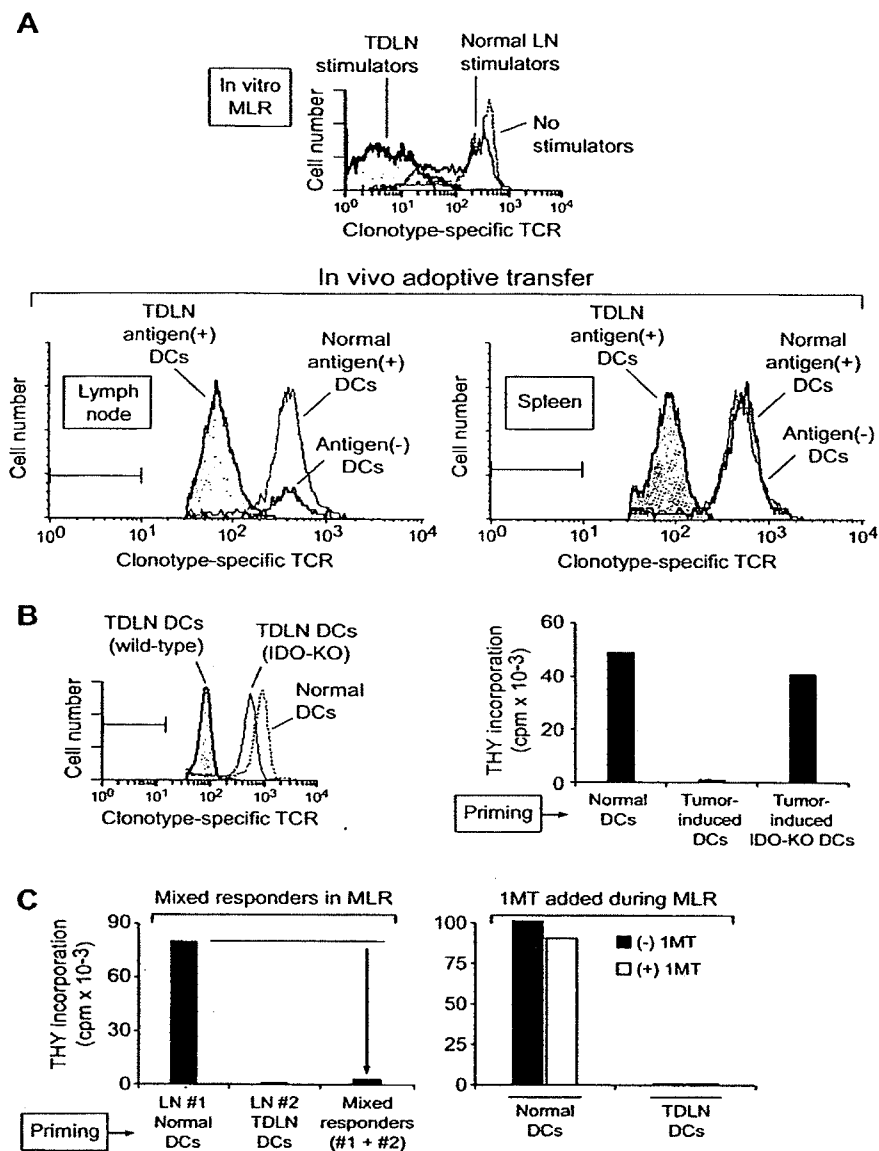 A
TDLN
stimulators
Normal LN
stimulators
In vitro
MLR
No
stimulators
Cell number
10^0 10^1 10^2 10^3 10^4
Clonotype-specific TCR
In vivo adoptive transfer
TDLN
antigen(+)
DCs
Normal
antigen(+)
DCs
Lymph
node
Antigen(-)
DCs
Cell number
10^0 10^1 10^2 10^3 10^4
Clonotype-specific TCR
TDLN
antigen(+)
DCs
Normal
antigen(+)
DCs
Spleen
Antigen(-)
DCs
Cell number
10^0 10^1 10^2 10^3 10^4
Clonotype-specific TCR
B
TDLN DCs
(wild-type)
TDLN DCs
(IDO-KO)
Normal
DCs
Cell number
10^0 10^1 10^2 10^3 10^4
Clonotype-specific TCR
THY incorporation
(cpm x 10-3)
60
40
20
0
Priming
Normal
DCs
Tumor-
induced
DCs
Tumor-
induced
IDO-KO DCs
C
Mixed responders in MLR
THY incorporation
(cpm x 10-3)
90
60
30
0
Priming
LN #1
Normal
DCs
LN #2
TDLN
DCs
Mixed
responders
(#1 + #2)
1MT added during MLR
100
75
50
25
0
(-) 1MT
(+) 1MT
Normal
DCs
TDLN
DCs